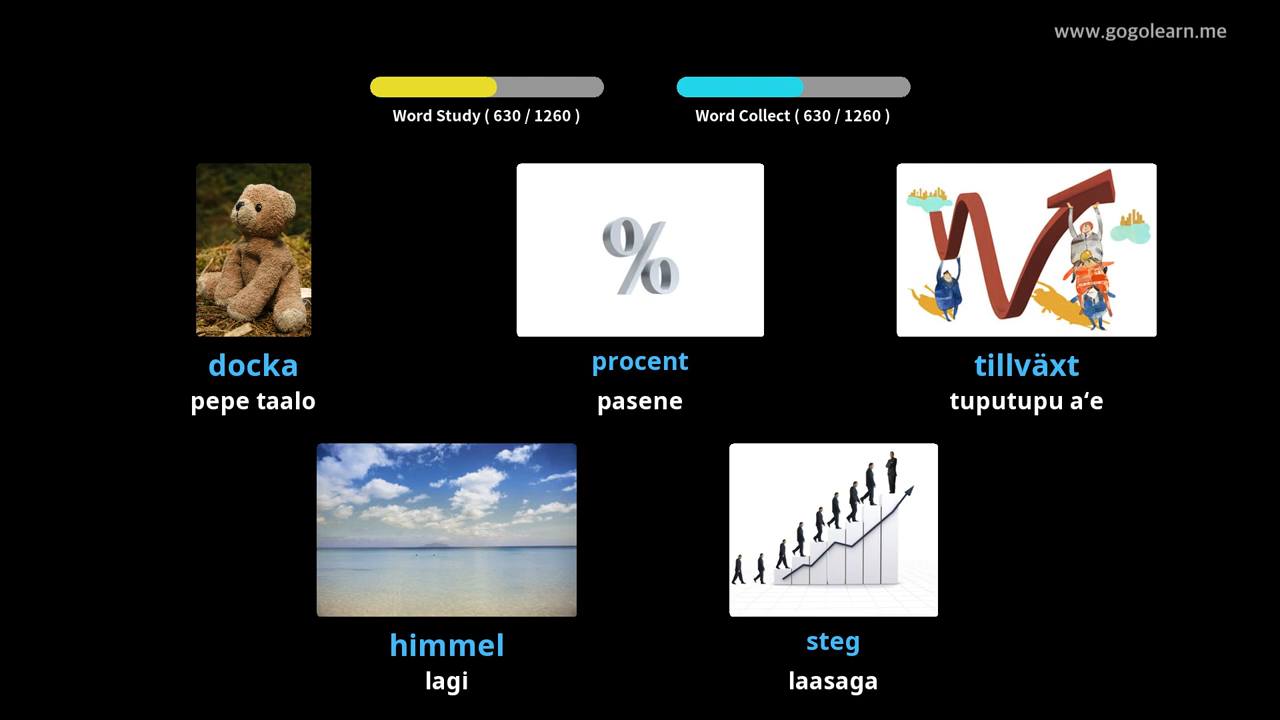 www.gogolearn.me
Word Study ( 630 / 1260 )
Word Collect ( 630 / 1260 )
docka
pepe taalo
procent
pasene
tillväxt
tuputupu aʻe
himmel
lagi
steg
laasaga